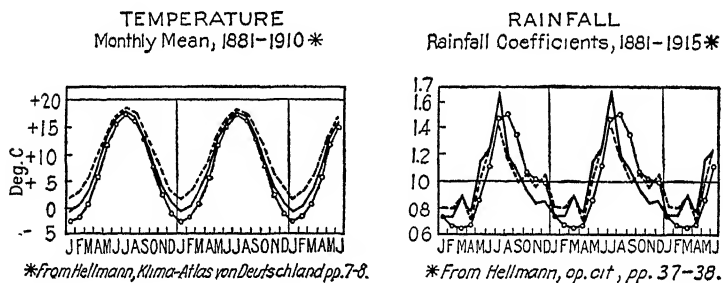 TEMPERATURE
Monthly Mean, 1881-1910*
Deg. C
+20
+15
+10
+ 5
0
- 5
J F M A M J J A S O N D J F M A M J J A S O N D J F M A M J
*From Hellmann, Klima-Atlas von Deutschland pp. 7-8.
RAINFALL
Rainfall Coefficients, 1881-1915*
1.7
1.6
1.4
1.2
1.0
0.8
0.6
J F M A M J J A S O N D J F M A M J J A S O N D J F M A M J
*From Hellmann, op. cit, pp. 37-38.